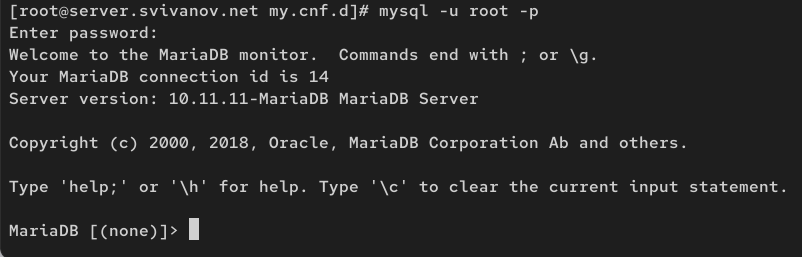 [root@server.svivanov.net my.cnf.d]# mysql -u root -p
Enter password:
Welcome to the MariaDB monitor.  Commands end with ; or \g.
Your MariaDB connection id is 14
Server version: 10.11.11-MariaDB MariaDB Server
Copyright (c) 2000, 2018, Oracle, MariaDB Corporation Ab and others.
Type 'help;' or '\h' for help. Type '\c' to clear the current input statement.
MariaDB [(none)]>